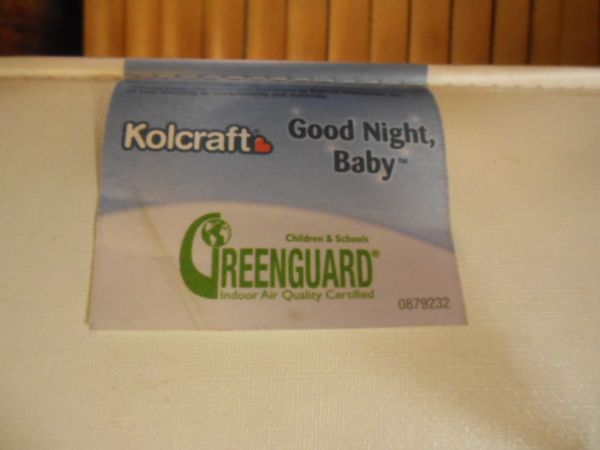 Kolcraft
Good Night,
Baby™
Children & Schools
GREENGUARD®
Indoor Air Quality Certified
0879232